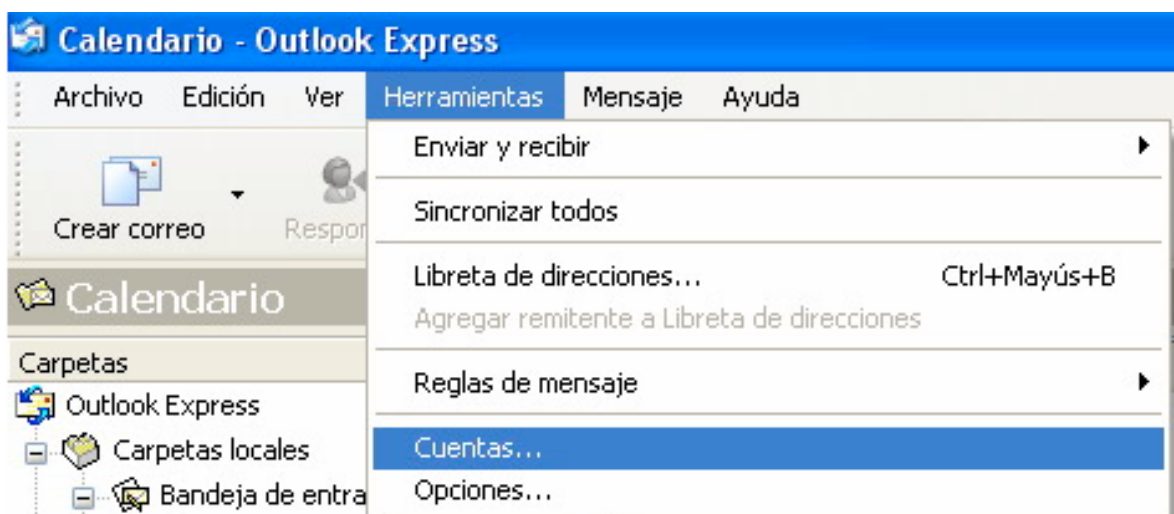 Calendario - Outlook Express
Archivo Edición Ver Herramientas Mensaje Ayuda
Enviar y recibir
Sincronizar todos
Libreta de direcciones... Ctrl+Mayús+B
Agregar remitente a Libreta de direcciones
Reglas de mensaje
Cuentas...
Opciones...
Crear correo
Calendario
Carpetas
Outlook Express
Carpetas locales
Bandeja de